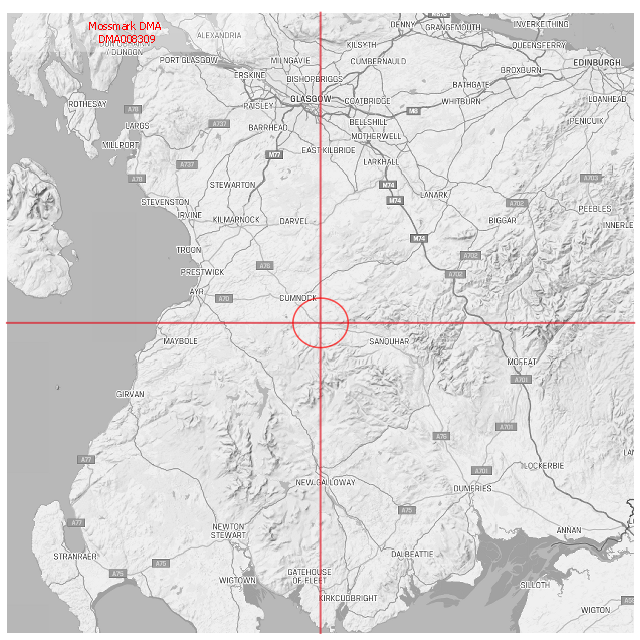 Mossmark DMA
DMA008309
ALEXANDRIA
DENNY
GRANGEMOUTH
INVERKEITHING
DUNOON
PORT GLASGOW
KILSYTH
QUEENSFERRY
MILNGAVIE
CUMBERNAULD
ERSKINE
BISHOPBRIGGS
BROXBURN
EDINBURGH
BATHGATE
ROTHESAY
GLASGOW
COATBRIDGE
WHITBURN
LOANHEAD
PAISLEY
A78
M8
LARGS
A737
BARRHEAD
BELLSHILL
PENICUIK
MOTHERWELL
MILLPORT
M77
EAST KILBRIDE
LARKHALL
A737
A78
STEWARTON
M74
A703
LANARK
STEVENSTON
M74
A702
IRVINE
KILMARNOCK
DARVEL
BIGGAR
PEEBLES
INNERLE
M74
TROON
A702
PRESTWICK
A76
A702
AYR
A70
CUMNOCK
MAYBOLE
SANQUHAR
MOFFAT
A701
GIRVAN
A701
A76
A77
LOCKERBIE
A701
NEW GALLOWAY
DUMFRIES
A75
A77
NEWTON
STEWART
ANNAN
STRANRAER
DALBEATTIE
A75
A75
GATEHOUSE
OF FLEET
WIGTOWN
SILLOTH
KIRKCUDBRIGHT
WIGTON